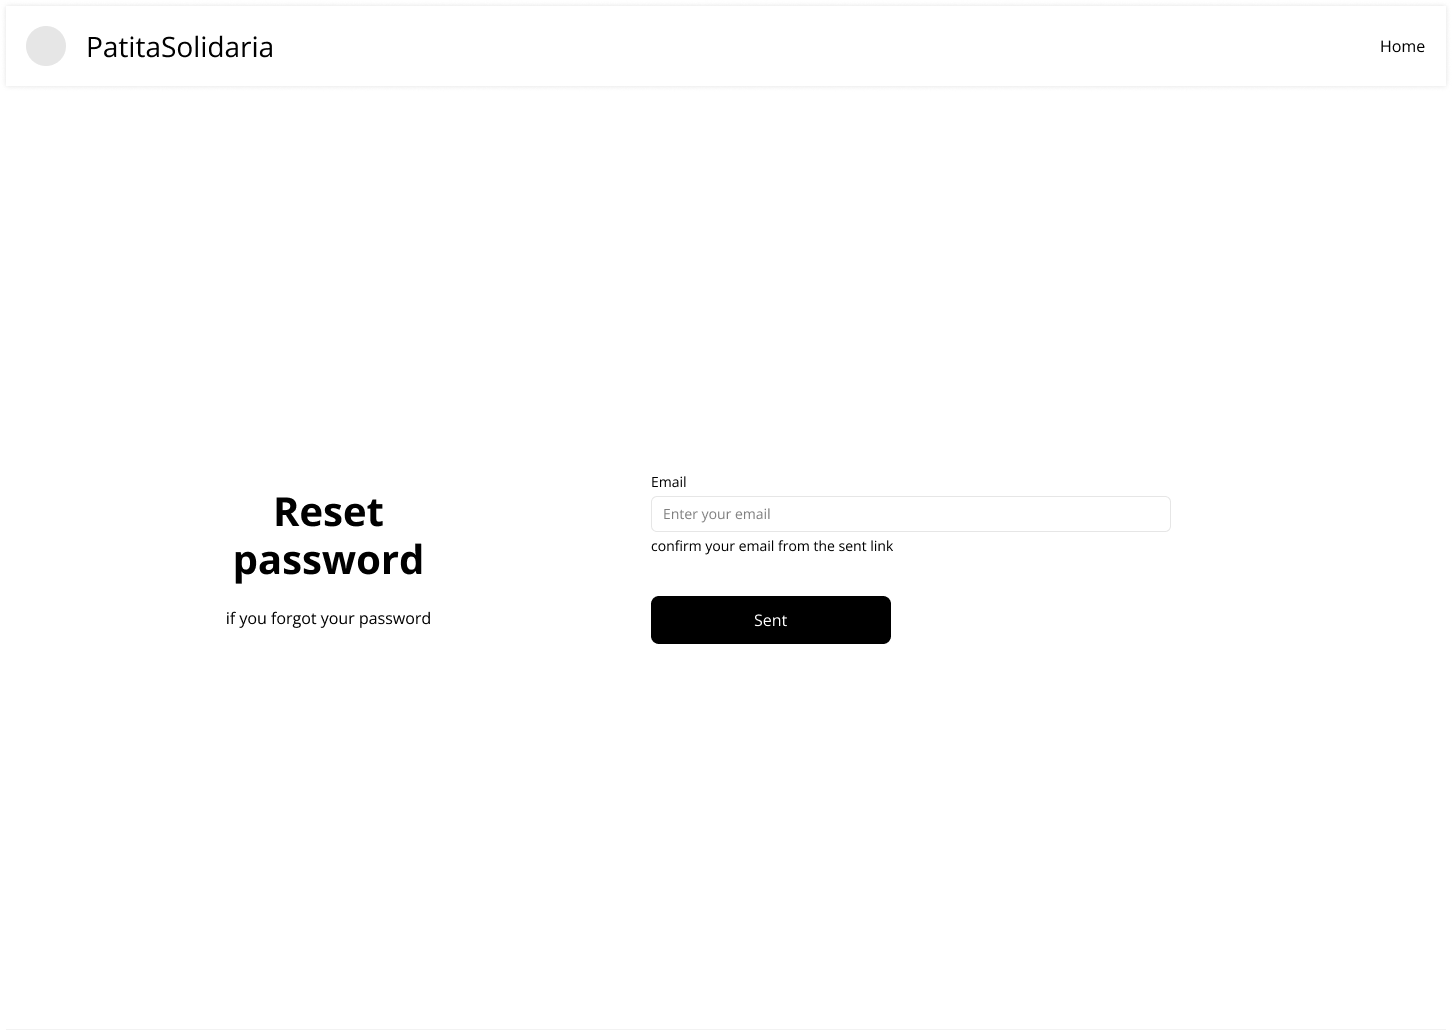 PatitaSolidaria
Home
Reset
password
if you forgot your password
Email
Enter your email
confirm your email from the sent link
Sent